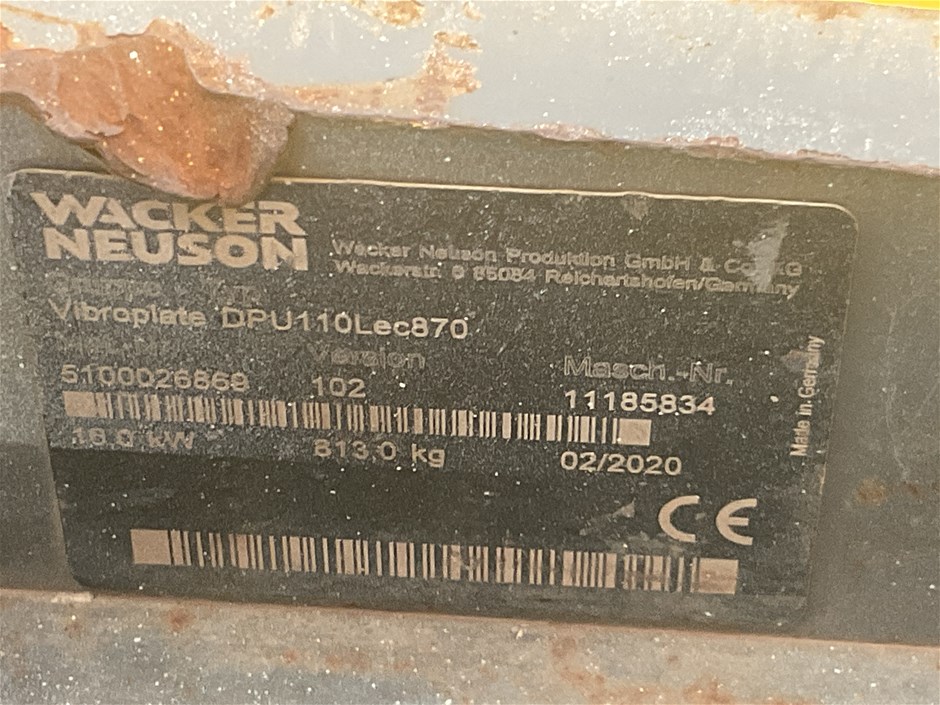 WACKER
NEUSON
Wacker Neuson Produktion GmbH & Co. KG
Wackerstr. 6 85084 Reichertshofen/Germany
Vibroplate DPU110Lec870
Version
Masch.-Nr.
5100026868 102 11185834
16.0 kW 813.0 kg 02/2020
CE
Made in Germany